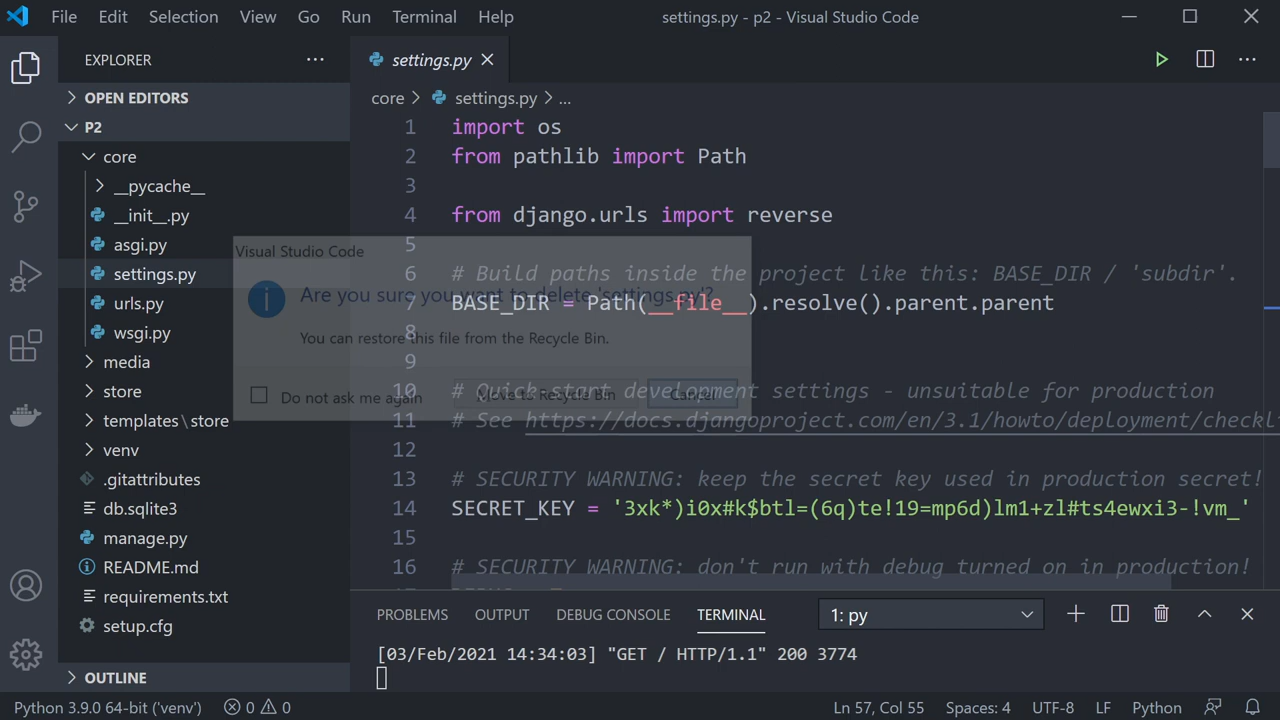 File Edit Selection View Go Run Terminal Help
settings.py - p2 - Visual Studio Code
EXPLORER
OPEN EDITORS
P2
core
__pycache__
__init__.py
asgi.py
settings.py
urls.py
wsgi.py
media
store
templates\store
venv
.gitattributes
db.sqlite3
manage.py
README.md
requirements.txt
setup.cfg
OUTLINE
settings.py
core > settings.py > ...
1 import os
2 from pathlib import Path
3
4 from django.urls import reverse
5
6 # Build paths inside the project like this: BASE_DIR / 'subdir'.
7 BASE_DIR = Path(__file__).resolve().parent.parent
8
9
10 # Quick-start development settings - unsuitable for production
11 # See https://docs.djangoproject.com/en/3.1/howto/deployment/checkl
12
13 # SECURITY WARNING: keep the secret key used in production secret!
14 SECRET_KEY = '3xk*)i0x#k$btl=(6q)te!19=mp6d)lm1+zl#ts4ewxi3-!vm_'
15
16 # SECURITY WARNING: don't run with debug turned on in production!
Visual Studio Code
Are you sure you want to delete 'settings.py'?
You can restore this file from the Recycle Bin.
Do not ask me again
Move to Recycle Bin
Cancel
PROBLEMS OUTPUT DEBUG CONSOLE TERMINAL
1: py
[03/Feb/2021 14:34:03] "GET / HTTP/1.1" 200 3774
Python 3.9.0 64-bit ('venv') 0 0
Ln 57, Col 55 Spaces: 4 UTF-8 LF Python